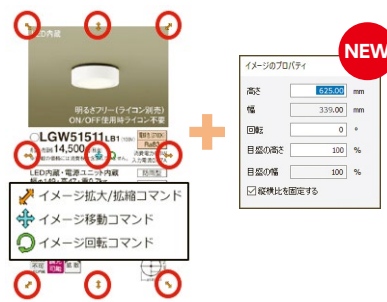 LED内蔵
明るさフリー(ライコン別売)
ON/OFF使用時ライコン不要
LGW51511LB1
14,500
LED内蔵・電源ユニット内蔵
防雨型
イメージ拡大/拡縮コマンド
イメージ移動コマンド
イメージ回転コマンド
NEW
イメージのプロパティ
高さ 625.00 mm
幅 339.00 mm
回転 0 °
目盛の高さ 100 %
目盛の幅 100 %
縦横比を固定する